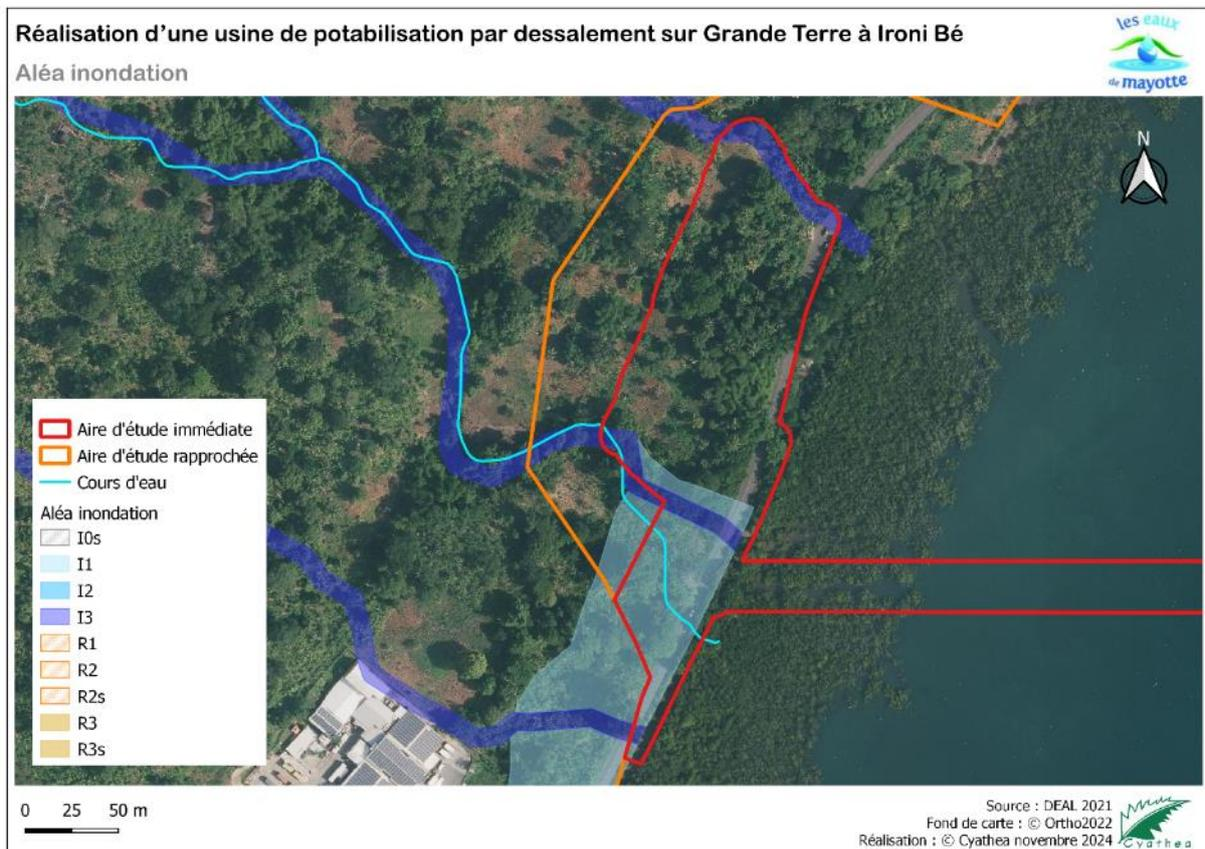 Réalisation d'une usine de potabilisation par dessalement sur Grande Terre à Ironi Bé
Aléa inondation
les eaux
de mayotte
N
Aire d'étude immédiate
Aire d'étude rapprochée
Cours d'eau
Aléa inondation
I0s
I1
I2
I3
R1
R2
R2s
R3
R3s
0 25 50 m
Source : DEAL 2021
Fond de carte : © Ortho2022
Réalisation : © Cyathea novembre 2024
Cyathea